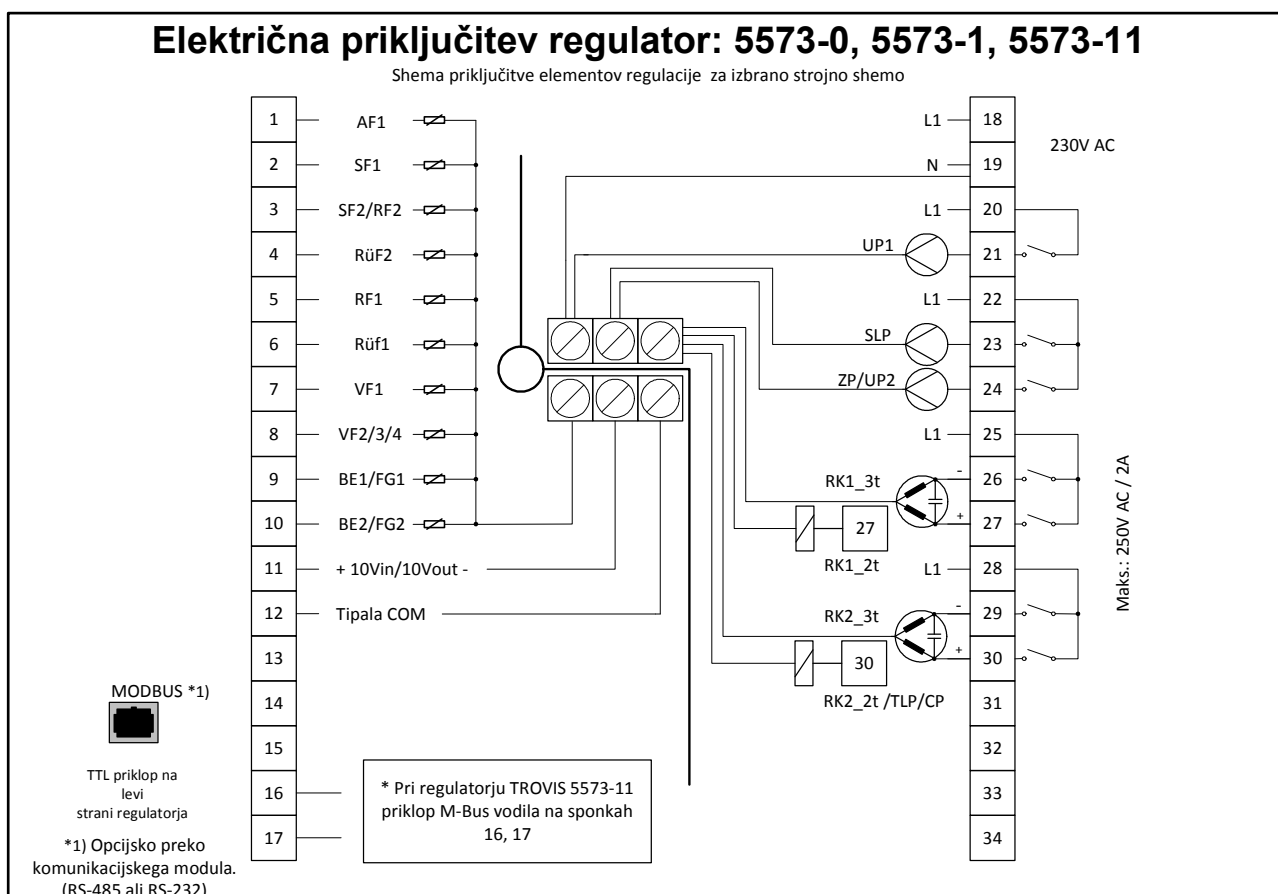 Električna priključitev regulator: 5573-0, 5573-1, 5573-11
Shema priključitve elementov regulacije za izbrano strojno shemo
1 AF1
2 SF1
3 SF2/RF2
4 RüF2
5 RF1
6 Rüf1
7 VF1
8 VF2/3/4
9 BE1/FG1
10 BE2/FG2
11 + 10Vin/10Vout -
12 Tipala COM
13
14
15
16
17
MODBUS *1)
TTL priklop na
levi
strani regulatorja
*1) Opcijsko preko
komunikacijskega modula.
(RS-485 ali RS-232)
* Pri regulatorju TROVIS 5573-11
priklop M-Bus vodila na sponkah
16, 17
L1 18
230V AC
N 19
L1 20
UP1 21
L1 22
SLP 23
ZP/UP2 24
L1 25
RK1_3t - 26
27 + 27
RK1_2t
L1 28
RK2_3t - 29
30 + 30
RK2_2t /TLP/CP
31
32
33
34
Maks.: 250V AC / 2A